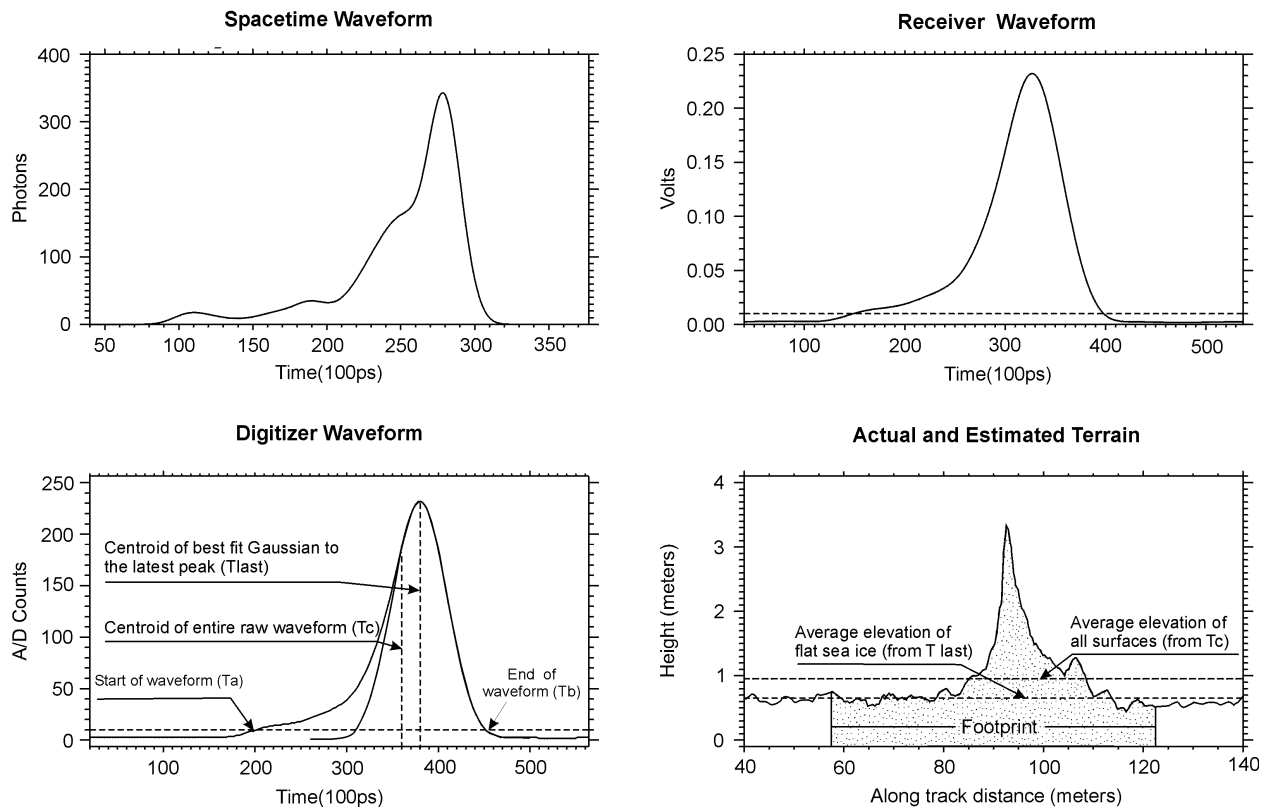 Spacetime Waveform
Photons
400
300
200
100
0
50 100 150 200 250 300 350
Time(100ps)
Receiver Waveform
Volts
0.25
0.20
0.15
0.10
0.05
0.00
100 200 300 400 500
Time(100ps)
Digitizer Waveform
A/D Counts
250
200
150
100
50
0
Centroid of best fit Gaussian to
the latest peak (Tlast)
Centroid of entire raw waveform (Tc)
Start of waveform (Ta)
End of
waveform (Tb)
100 200 300 400 500
Time(100ps)
Actual and Estimated Terrain
Height (meters)
4
3
2
1
0
Average elevation of
flat sea ice (from T last)
Average elevation of
all surfaces (from Tc)
Footprint
40 60 80 100 120 140
Along track distance (meters)